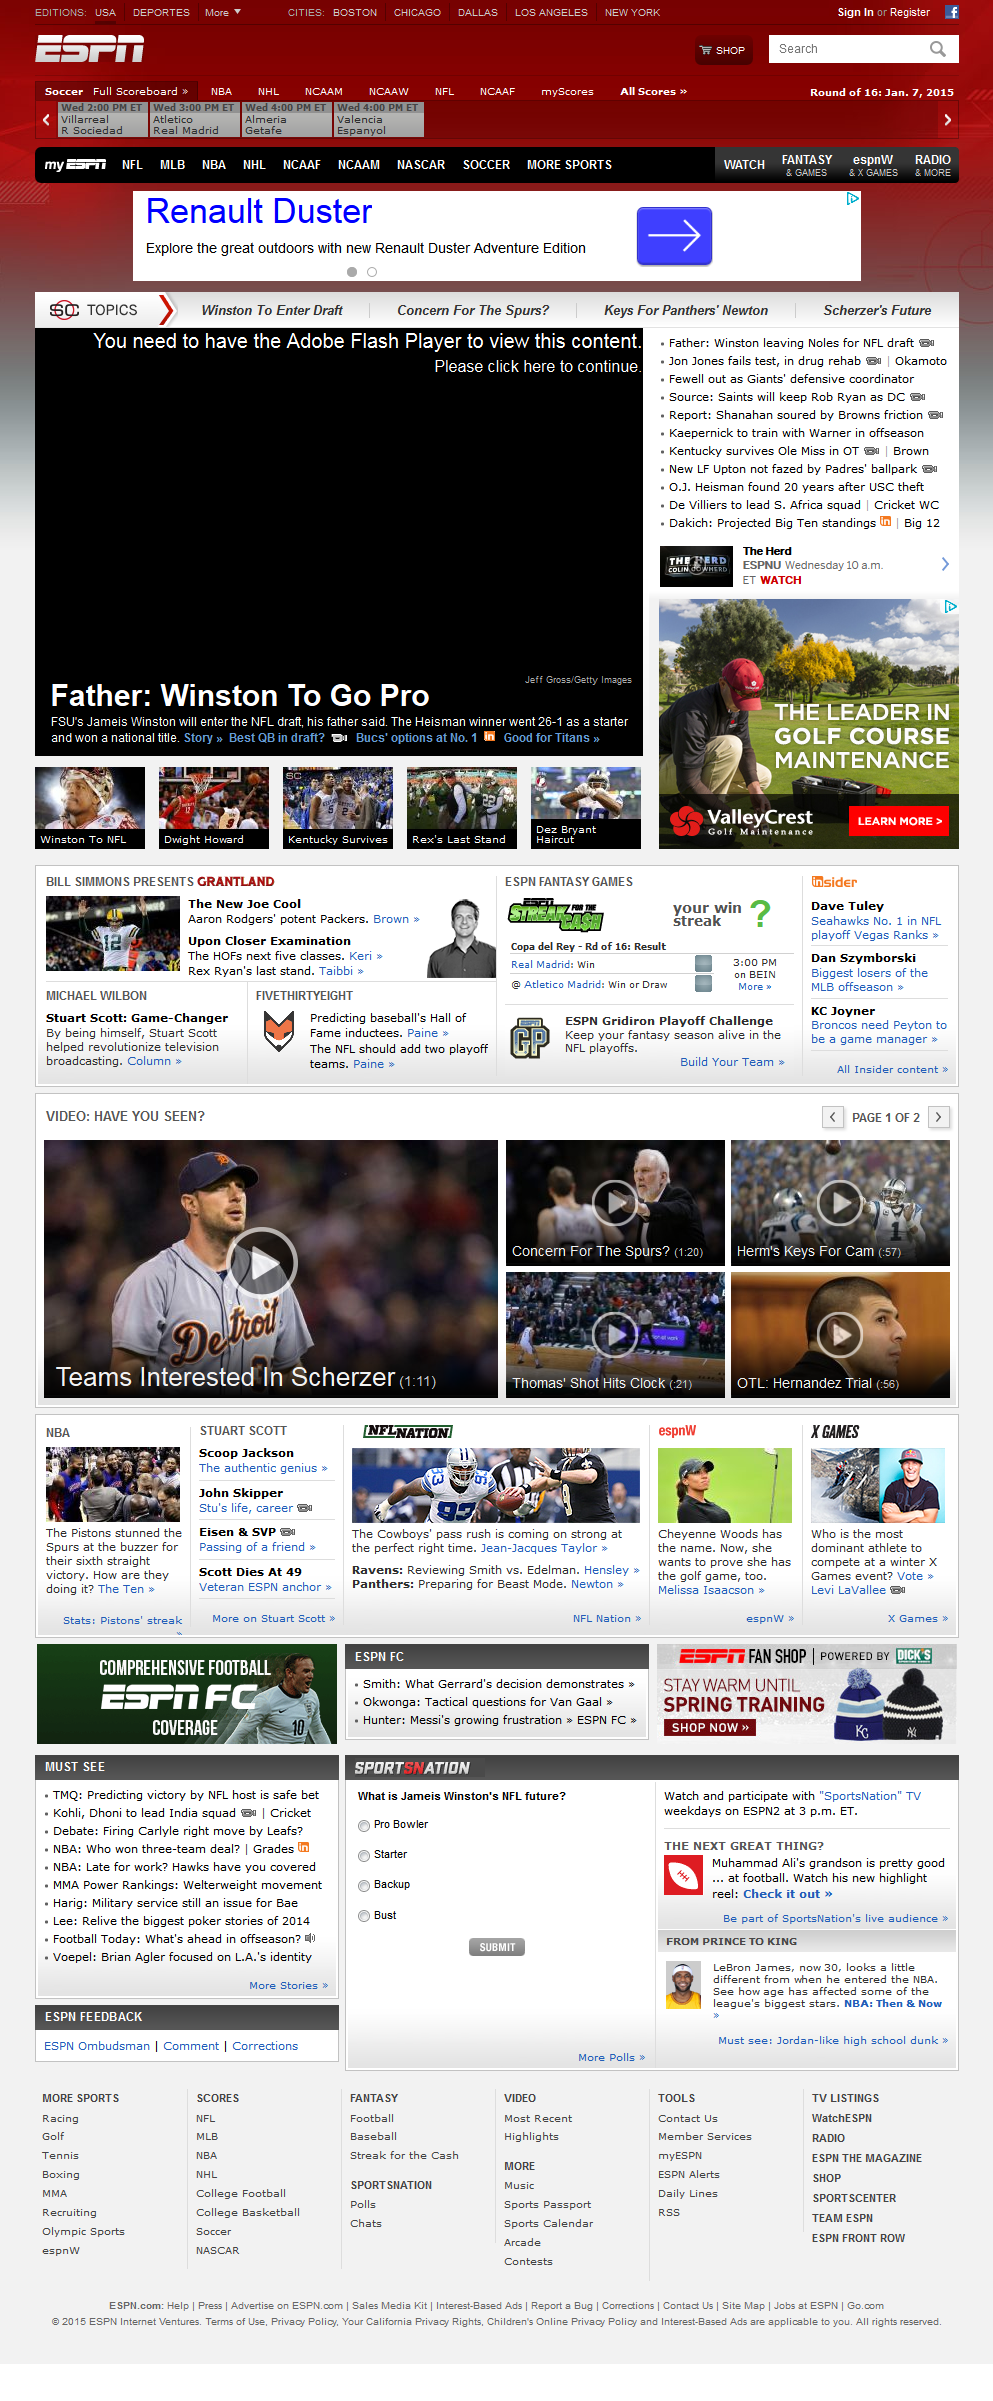 EDITIONS: USA DEPORTES More CITIES: BOSTON CHICAGO DALLAS LOS ANGELES NEW YORK Sign In or Register
ESPN SHOP Search
Soccer Full Scoreboard » NBA NHL NCAAM NCAAW NFL NCAAF myScores All Scores » Round of 16: Jan. 7, 2015
Wed 2:00 PM ET Wed 3:00 PM ET Wed 4:00 PM ET Wed 4:00 PM ET
Villarreal Atletico Almeria Valencia
R Sociedad Real Madrid Getafe Espanyol
my ESPN NFL MLB NBA NHL NCAAF NCAAM NASCAR SOCCER MORE SPORTS WATCH FANTASY & GAMES espnW & X GAMES RADIO & MORE
Renault Duster
Explore the great outdoors with new Renault Duster Adventure Edition
SC TOPICS Winston To Enter Draft Concern For The Spurs? Keys For Panthers' Newton Scherzer's Future
You need to have the Adobe Flash Player to view this content.
Please click here to continue.
Jeff Gross/Getty Images
Father: Winston To Go Pro
FSU's Jameis Winston will enter the NFL draft, his father said. The Heisman winner went 26-1 as a starter
and won a national title. Story » Best QB in draft? Bucs' options at No. 1 in Good for Titans »
Winston To NFL
Dwight Howard
SC
Kentucky Survives
Rex's Last Stand
Dez Bryant
Haircut
Father: Winston leaving Noles for NFL draft
Jon Jones fails test, in drug rehab | Okamoto
Fewell out as Giants' defensive coordinator
Source: Saints will keep Rob Ryan as DC
Report: Shanahan soured by Browns friction
Kaepernick to train with Warner in offseason
Kentucky survives Ole Miss in OT | Brown
New LF Upton not fazed by Padres' ballpark
O.J. Heisman found 20 years after USC theft
De Villiers to lead S. Africa squad | Cricket WC
Dakich: Projected Big Ten standings in | Big 12
THE HERD
COLIN COWHERD
The Herd
ESPNU Wednesday 10 a.m.
ET WATCH
THE LEADER IN
GOLF COURSE
MAINTENANCE
ValleyCrest
Golf Maintenance
LEARN MORE >
BILL SIMMONS PRESENTS GRANTLAND
The New Joe Cool
Aaron Rodgers' potent Packers. Brown »
Upon Closer Examination
The HOFs next five classes. Keri »
Rex Ryan's last stand. Taibbi »
12
MICHAEL WILBON
Stuart Scott: Game-Changer
By being himself, Stuart Scott
helped revolutionize television
broadcasting. Column »
FIVETHIRTYEIGHT
Predicting baseball's Hall of
Fame inductees. Paine »
The NFL should add two playoff
teams. Paine »
ESPN FANTASY GAMES
ESPN STREAK FOR THE CASH
your win
streak ?
Copa del Rey - Rd of 16: Result
Real Madrid: Win
@ Atletico Madrid: Win or Draw
3:00 PM
on BEIN
More »
GP
ESPN Gridiron Playoff Challenge
Keep your fantasy season alive in the
NFL playoffs.
Build Your Team »
insider
Dave Tuley
Seahawks No. 1 in NFL
playoff Vegas Ranks »
Dan Szymborski
Biggest losers of the
MLB offseason »
KC Joyner
Broncos need Peyton to
be a game manager »
All Insider content »
VIDEO: HAVE YOU SEEN? PAGE 1 OF 2
Detroit
Teams Interested In Scherzer (1:11)
Concern For The Spurs? (1:20)
1
Herm's Keys For Cam (:57)
Thomas' Shot Hits Clock (:21)
OTL: Hernandez Trial (:56)
NBA
The Pistons stunned the
Spurs at the buzzer for
their sixth straight
victory. How are they
doing it? The Ten »
Stats: Pistons' streak
»
STUART SCOTT
Scoop Jackson
The authentic genius »
John Skipper
Stu's life, career
Eisen & SVP
Passing of a friend »
Scott Dies At 49
Veteran ESPN anchor »
More on Stuart Scott »
NFL NATION
93
9
The Cowboys' pass rush is coming on strong at
the perfect right time. Jean-Jacques Taylor »
Ravens: Reviewing Smith vs. Edelman. Hensley »
Panthers: Preparing for Beast Mode. Newton »
NFL Nation »
espnW
Cheyenne Woods has
the name. Now, she
wants to prove she has
the golf game, too.
Melissa Isaacson »
espnW »
X GAMES
Who is the most
dominant athlete to
compete at a winter X
Games event? Vote »
Levi LaVallee
X Games »
COMPREHENSIVE FOOTBALL
ESPN FC
COVERAGE
10
ESPN FC
Smith: What Gerrard's decision demonstrates »
Okwonga: Tactical questions for Van Gaal »
Hunter: Messi's growing frustration » ESPN FC »
ESPN FAN SHOP | POWERED BY DICK'S
STAY WARM UNTIL
SPRING TRAINING
SHOP NOW »
KC
NY
MUST SEE
TMQ: Predicting victory by NFL host is safe bet
Kohli, Dhoni to lead India squad | Cricket
Debate: Firing Carlyle right move by Leafs?
NBA: Who won three-team deal? | Grades in
NBA: Late for work? Hawks have you covered
MMA Power Rankings: Welterweight movement
Harig: Military service still an issue for Bae
Lee: Relive the biggest poker stories of 2014
Football Today: What's ahead in offseason?
Voepel: Brian Agler focused on L.A.'s identity
More Stories »
ESPN FEEDBACK
ESPN Ombudsman | Comment | Corrections
SPORTSNATION
What is Jameis Winston's NFL future?
Pro Bowler
Starter
Backup
Bust
SUBMIT
More Polls »
Watch and participate with "SportsNation" TV
weekdays on ESPN2 at 3 p.m. ET.
THE NEXT GREAT THING?
Muhammad Ali's grandson is pretty good
... at football. Watch his new highlight
reel: Check it out »
Be part of SportsNation's live audience »
FROM PRINCE TO KING
LeBron James, now 30, looks a little
different from when he entered the NBA.
See how age has affected some of the
league's biggest stars. NBA: Then & Now
»
Must see: Jordan-like high school dunk »
MORE SPORTS
Racing
Golf
Tennis
Boxing
MMA
Recruiting
Olympic Sports
espnW
SCORES
NFL
MLB
NBA
NHL
College Football
College Basketball
Soccer
NASCAR
FANTASY
Football
Baseball
Streak for the Cash
SPORTSNATION
Polls
Chats
VIDEO
Most Recent
Highlights
MORE
Music
Sports Passport
Sports Calendar
Arcade
Contests
TOOLS
Contact Us
Member Services
myESPN
ESPN Alerts
Daily Lines
RSS
TV LISTINGS
WatchESPN
RADIO
ESPN THE MAGAZINE
SHOP
SPORTSCENTER
TEAM ESPN
ESPN FRONT ROW
ESPN.com: Help | Press | Advertise on ESPN.com | Sales Media Kit | Interest-Based Ads | Report a Bug | Corrections | Contact Us | Site Map | Jobs at ESPN | Go.com
© 2015 ESPN Internet Ventures. Terms of Use, Privacy Policy, Your California Privacy Rights, Children's Online Privacy Policy and Interest-Based Ads are applicable to you. All rights reserved.